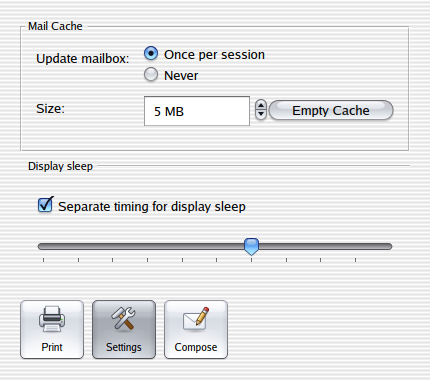 Mail Cache
Update mailbox:
Once per session
Never
Size:
5 MB
Empty Cache
Display sleep
Separate timing for display sleep
Print
Settings
Compose